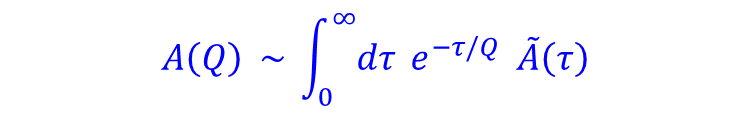 A(Q) ~ ∫₀^∞ dτ e^{−τ/Q} Ã(τ)